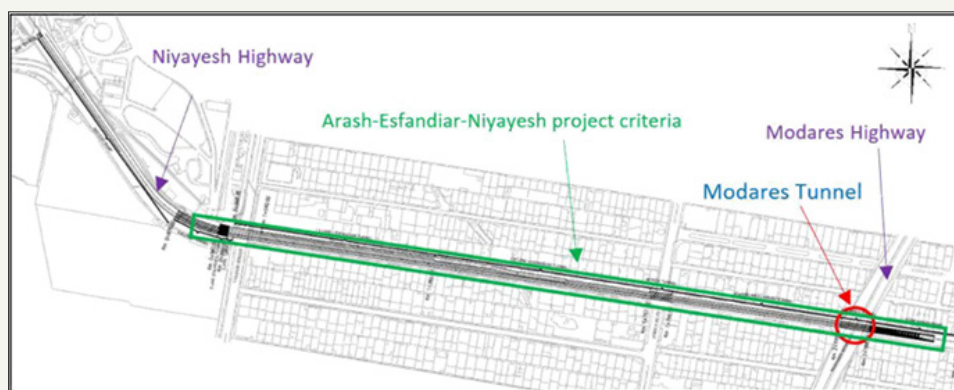 Niyayesh Highway
Arash-Esfandiar-Niyayesh project criteria
Modares Highway
Modares Tunnel